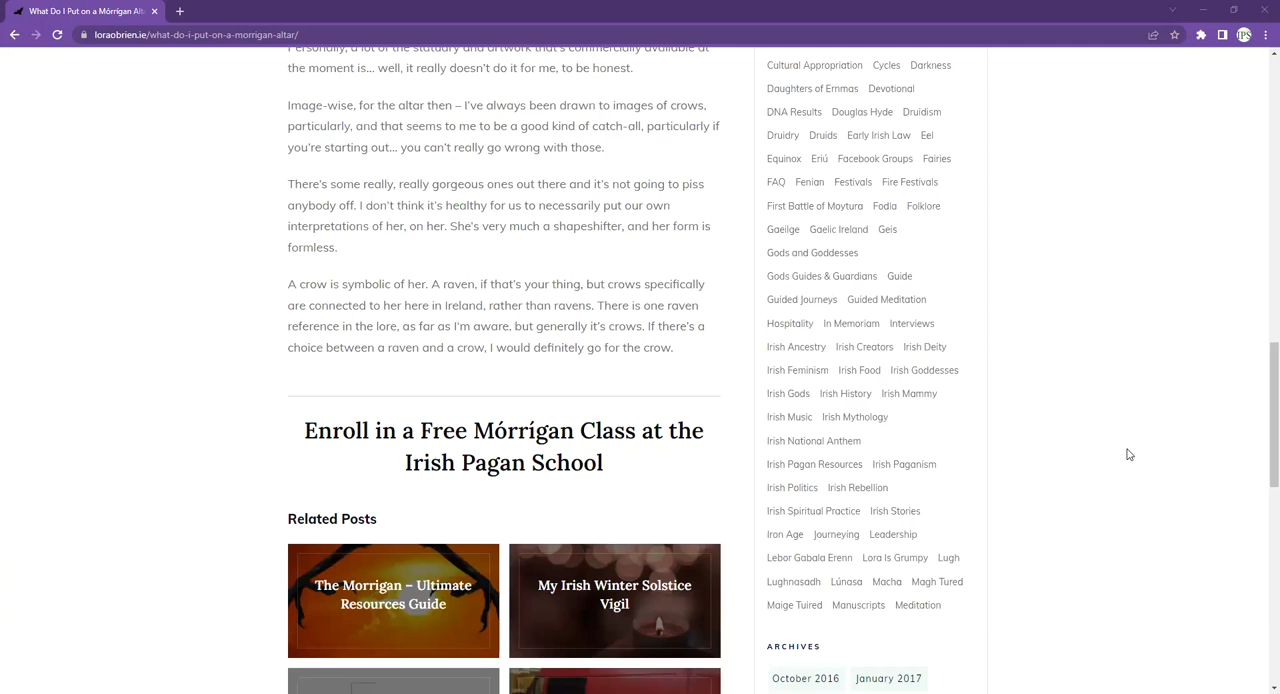 What Do I Put on a Mórrígan Alta
loraobrien.ie/what-do-i-put-on-a-morrigan-altar/
JPS
Personally, a lot of the statuary and artwork that's commercially available at
the moment is... well, it really doesn't do it for me, to be honest.
Image-wise, for the altar then – I've always been drawn to images of crows,
particularly, and that seems to me to be a good kind of catch-all, particularly if
you're starting out... you can't really go wrong with those.
There's some really, really gorgeous ones out there and it's not going to piss
anybody off. I don't think it's healthy for us to necessarily put our own
interpretations of her, on her. She's very much a shapeshifter, and her form is
formless.
A crow is symbolic of her. A raven, if that's your thing, but crows specifically
are connected to her here in Ireland, rather than ravens. There is one raven
reference in the lore, as far as I'm aware, but generally it's crows. If there's a
choice between a raven and a crow, I would definitely go for the crow.
Enroll in a Free Mórrígan Class at the
Irish Pagan School
Related Posts
The Morrigan – Ultimate
Resources Guide
My Irish Winter Solstice
Vigil
Cultural Appropriation Cycles Darkness
Daughters of Ernmas Devotional
DNA Results Douglas Hyde Druidism
Druidry Druids Early Irish Law Eel
Equinox Eriú Facebook Groups Fairies
FAQ Fenian Festivals Fire Festivals
First Battle of Moytura Fodla Folklore
Gaeilge Gaelic Ireland Geis
Gods and Goddesses
Gods Guides & Guardians Guide
Guided Journeys Guided Meditation
Hospitality In Memoriam Interviews
Irish Ancestry Irish Creators Irish Deity
Irish Feminism Irish Food Irish Goddesses
Irish Gods Irish History Irish Mammy
Irish Music Irish Mythology
Irish National Anthem
Irish Pagan Resources Irish Paganism
Irish Politics Irish Rebellion
Irish Spiritual Practice Irish Stories
Iron Age Journeying Leadership
Lebor Gabala Erenn Lora Is Grumpy Lugh
Lughnasadh Lúnasa Macha Magh Tured
Maige Tuired Manuscripts Meditation
ARCHIVES
October 2016 January 2017